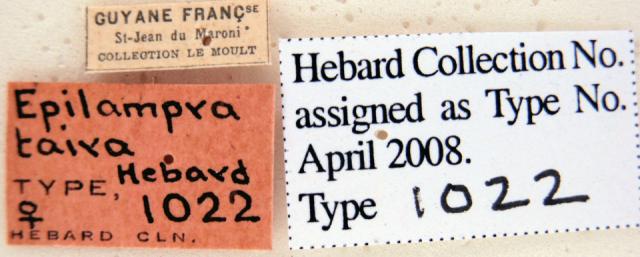 GUYANE FRANÇSE
St-Jean du Maroni
COLLECTION LE MOULT
Epilampra
taira
TYPE, Hebard
♀ 1022
HEBARD CLN.
Hebard Collection No.
assigned as Type No.
April 2008.
Type 1022